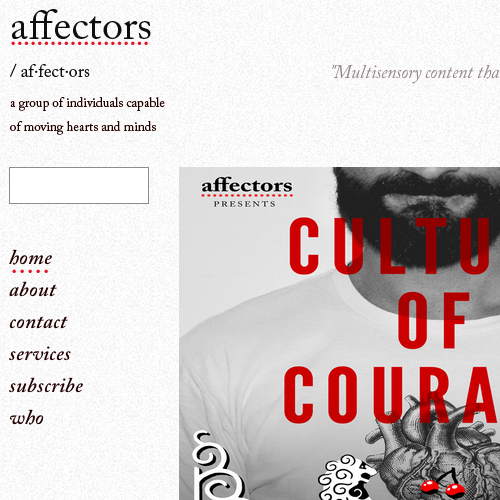 affectors
/ af·fect·ors
a group of individuals capable
of moving hearts and minds
"Multisensory content tha
home
about
contact
services
subscribe
who
affectors
PRESENTS
CULTU
OF
COURA